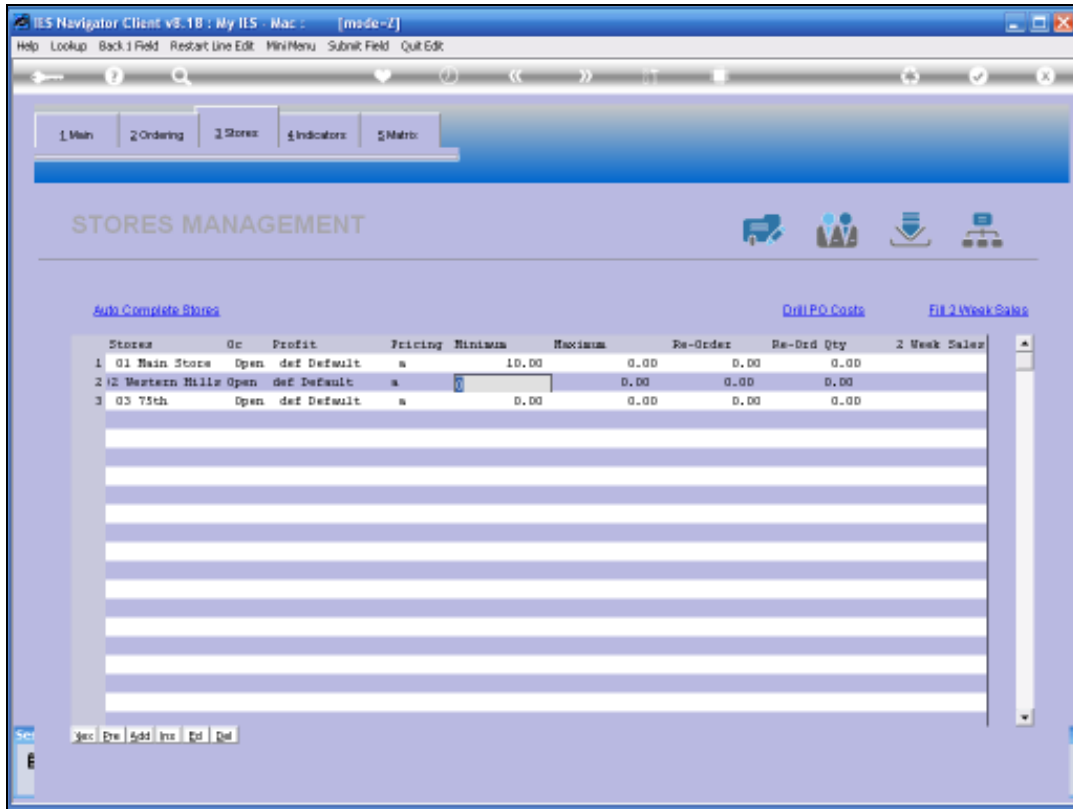 IES Navigator Client v8.18 : My IES - Mac : [mode=Z]
Help Lookup Back 1 Field Restart Line Edit Mini Menu Submit Field Quit Edit
1 Main 2 Ordering 3 Stores 4 Indicators 5 Matrix
STORES MANAGEMENT
Auto Complete Stores Drill PO Costs Fill 2 Week Sales
Stores Oc Profit Pricing Minimum Maximum Re-Order Re-Ord Qty 2 Week Sales
1 01 Main Store Open def Default m 10.00 0.00 0.00 0.00
2 02 Western Mills Open def Default m 0 0.00 0.00 0.00
3 03 75th Open def Default m 0.00 0.00 0.00 0.00
Nex Pre Add Ins Ed Del